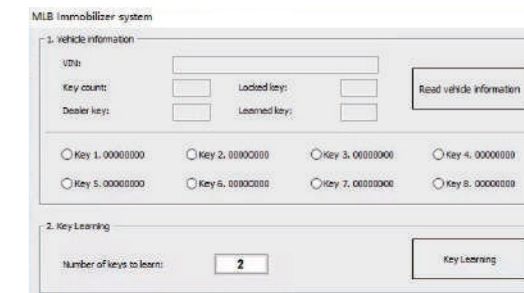 MLB Immobilizer system
1. Vehicle information
VIN:
Key count: Locked key: Read vehicle information
Dealer key: Learned key:
Key 1. 00000000 Key 2. 00000000 Key 3. 00000000 Key 4. 00000000
Key 5. 00000000 Key 6. 00000000 Key 7. 00000000 Key 8. 00000000
2. Key Learning
Number of keys to learn: 2 Key Learning